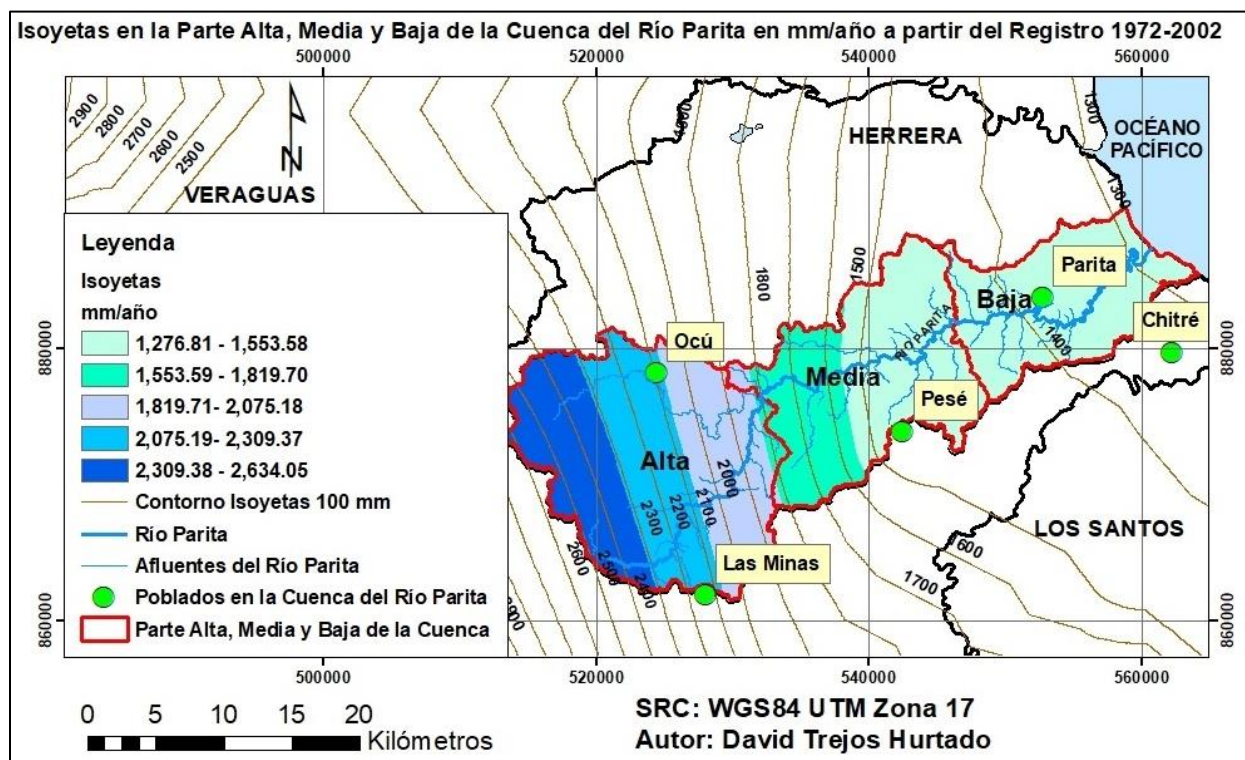 Isoyetas en la Parte Alta, Media y Baja de la Cuenca del Río Parita en mm/año a partir del Registro 1972-2002
500000
520000
540000
560000
2900
2800
2700
2600
2500
N
VERAGUAS
HERRERA
OCÉANO
PACÍFICO
1300
1300
1800
1500
Parita
Baja
RÍO PARITA
1400
Chitré
880000
880000
Ocú
Media
Pesé
Alta
2000
2100
2200
2300
Las Minas
2600
2500
LOS SANTOS
600
1700
860000
860000
Leyenda
Isoyetas
mm/año
1,276.81 - 1,553.58
1,553.59 - 1,819.70
1,819.71- 2,075.18
2,075.19- 2,309.37
2,309.38 - 2,634.05
Contorno Isoyetas 100 mm
Río Parita
Afluentes del Río Parita
Poblados en la Cuenca del Río Parita
Parte Alta, Media y Baja de la Cuenca
500000
520000
540000
560000
0 5 10 15 20
Kilómetros
SRC: WGS84 UTM Zona 17
Autor: David Trejos Hurtado